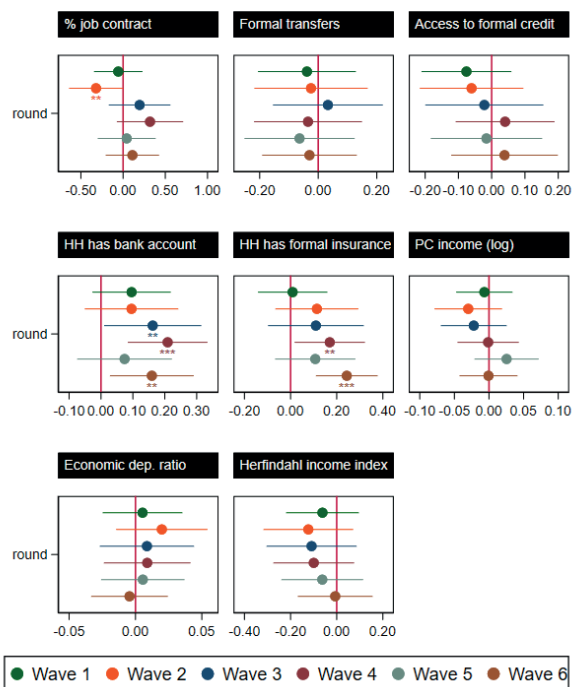 % job contract Formal transfers Access to formal credit
round
**
-0.50 0.00 0.50 1.00 -0.20 0.00 0.20 -0.20 -0.10 0.00 0.10 0.20
HH has bank account HH has formal insurance PC income (log)
round
**
*** **
** ***
-0.10 0.00 0.10 0.20 0.30 -0.20 0.00 0.20 0.40 -0.10 -0.05 0.00 0.05 0.10
Economic dep. ratio Herfindahl income index
round
-0.05 0.00 0.05 -0.40 -0.20 0.00 0.20
Wave 1 Wave 2 Wave 3 Wave 4 Wave 5 Wave 6